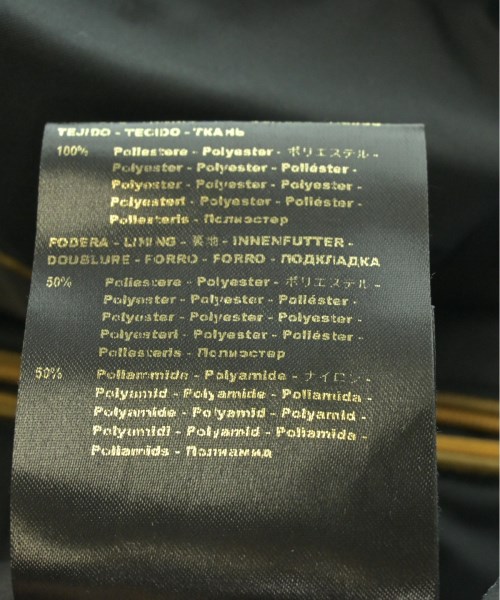 TEJIDO - TECIDO - ТКАНЬ
100% Poliestere - Polyester - ポリエステル -
Polyester - Polyester - Poliéster -
Polyester - Polyester - Polyester -
Polyesteri - Polyester - Poliéster -
Poliesteris - Полиэстер
FODERA - LINING - 裏地 - INNENFUTTER -
DOUBLURE - FORRO - FORRO - ПОДКЛАДКА
50% Poliestere - Polyester - ポリエステル -
Polyester - Polyester - Poliéster -
Polyester - Polyester - Polyester -
Polyesteri - Polyester - Poliéster -
Poliesteris - Полиэстер
50% Poliammide - Polyamide - ナイロン -
Polyamid - Polyamide - Poliamida -
Polyamide - Polyamid - Polyamid -
Polyamidi - Polyamid - Poliamida -
Poliamids - Полиамид